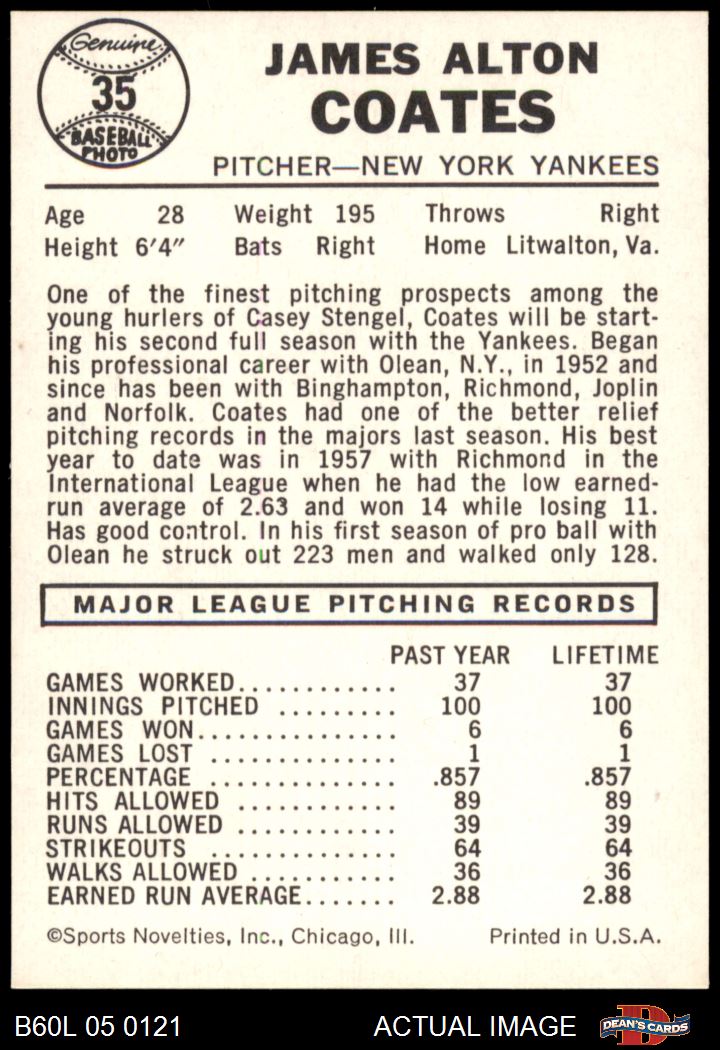 Genuine
35
BASEBALL
PHOTO
JAMES ALTON
COATES
PITCHER—NEW YORK YANKEES
Age 28 Weight 195 Throws Right
Height 6'4" Bats Right Home Litwalton, Va.
One of the finest pitching prospects among the
young hurlers of Casey Stengel, Coates will be start-
ing his second full season with the Yankees. Began
his professional career with Olean, N.Y., in 1952 and
since has been with Binghampton, Richmond, Joplin
and Norfolk. Coates had one of the better relief
pitching records in the majors last season. His best
year to date was in 1957 with Richmond in the
International League when he had the low earned-
run average of 2.63 and won 14 while losing 11.
Has good control. In his first season of pro ball with
Olean he struck out 223 men and walked only 128.
MAJOR LEAGUE PITCHING RECORDS
PAST YEAR LIFETIME
GAMES WORKED............ 37 37
INNINGS PITCHED ......... 100 100
GAMES WON............... 6 6
GAMES LOST .............. 1 1
PERCENTAGE .............. .857 .857
HITS ALLOWED ............ 89 89
RUNS ALLOWED ............ 39 39
STRIKEOUTS .............. 64 64
WALKS ALLOWED ........... 36 36
EARNED RUN AVERAGE....... 2.88 2.88
©Sports Novelties, Inc., Chicago, Ill. Printed in U.S.A.
B60L 05 0121 ACTUAL IMAGE D DEAN'S CARDS